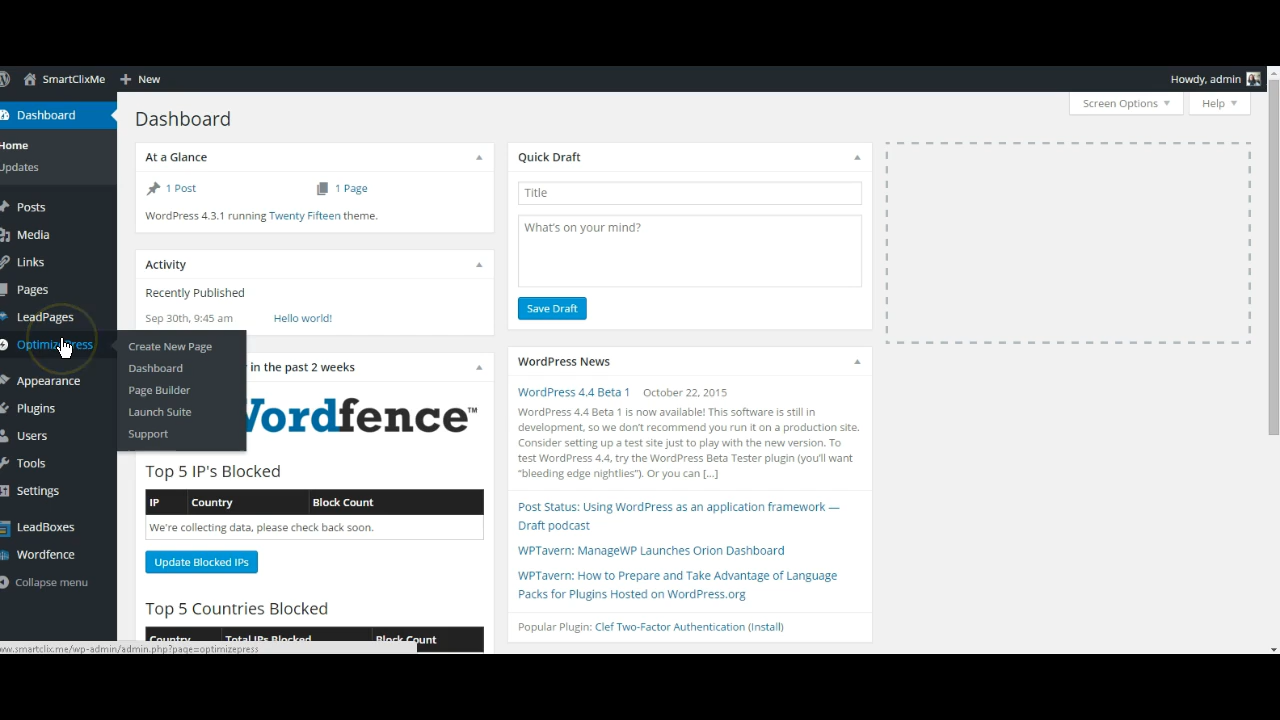 SmartClixMe
New
Howdy, admin
Screen Options
Help
Dashboard
Home
Updates
Posts
Media
Links
Pages
LeadPages
OptimizePress
Appearance
Plugins
Users
Tools
Settings
LeadBoxes
Wordfence
Collapse menu
Create New Page
Dashboard
Page Builder
Launch Suite
Support
Dashboard
At a Glance
1 Post
1 Page
WordPress 4.3.1 running Twenty Fifteen theme.
Activity
Recently Published
Sep 30th, 9:45 am
Hello world!
in the past 2 weeks
Wordfence™
Top 5 IP's Blocked
IP Country Block Count
We're collecting data, please check back soon.
Update Blocked IPs
Top 5 Countries Blocked
Country Total IPs Blocked Block Count
Quick Draft
Title
What's on your mind?
Save Draft
WordPress News
WordPress 4.4 Beta 1 October 22, 2015
WordPress 4.4 Beta 1 is now available! This software is still in
development, so we don't recommend you run it on a production site.
Consider setting up a test site just to play with the new version. To
test WordPress 4.4, try the WordPress Beta Tester plugin (you'll want
“bleeding edge nightlies”). Or you can [...]
Post Status: Using WordPress as an application framework —
Draft podcast
WPTavern: ManageWP Launches Orion Dashboard
WPTavern: How to Prepare and Take Advantage of Language
Packs for Plugins Hosted on WordPress.org
Popular Plugin: Clef Two-Factor Authentication (Install)
ww.smartclix.me/wp-admin/admin.php?page=optimizepress